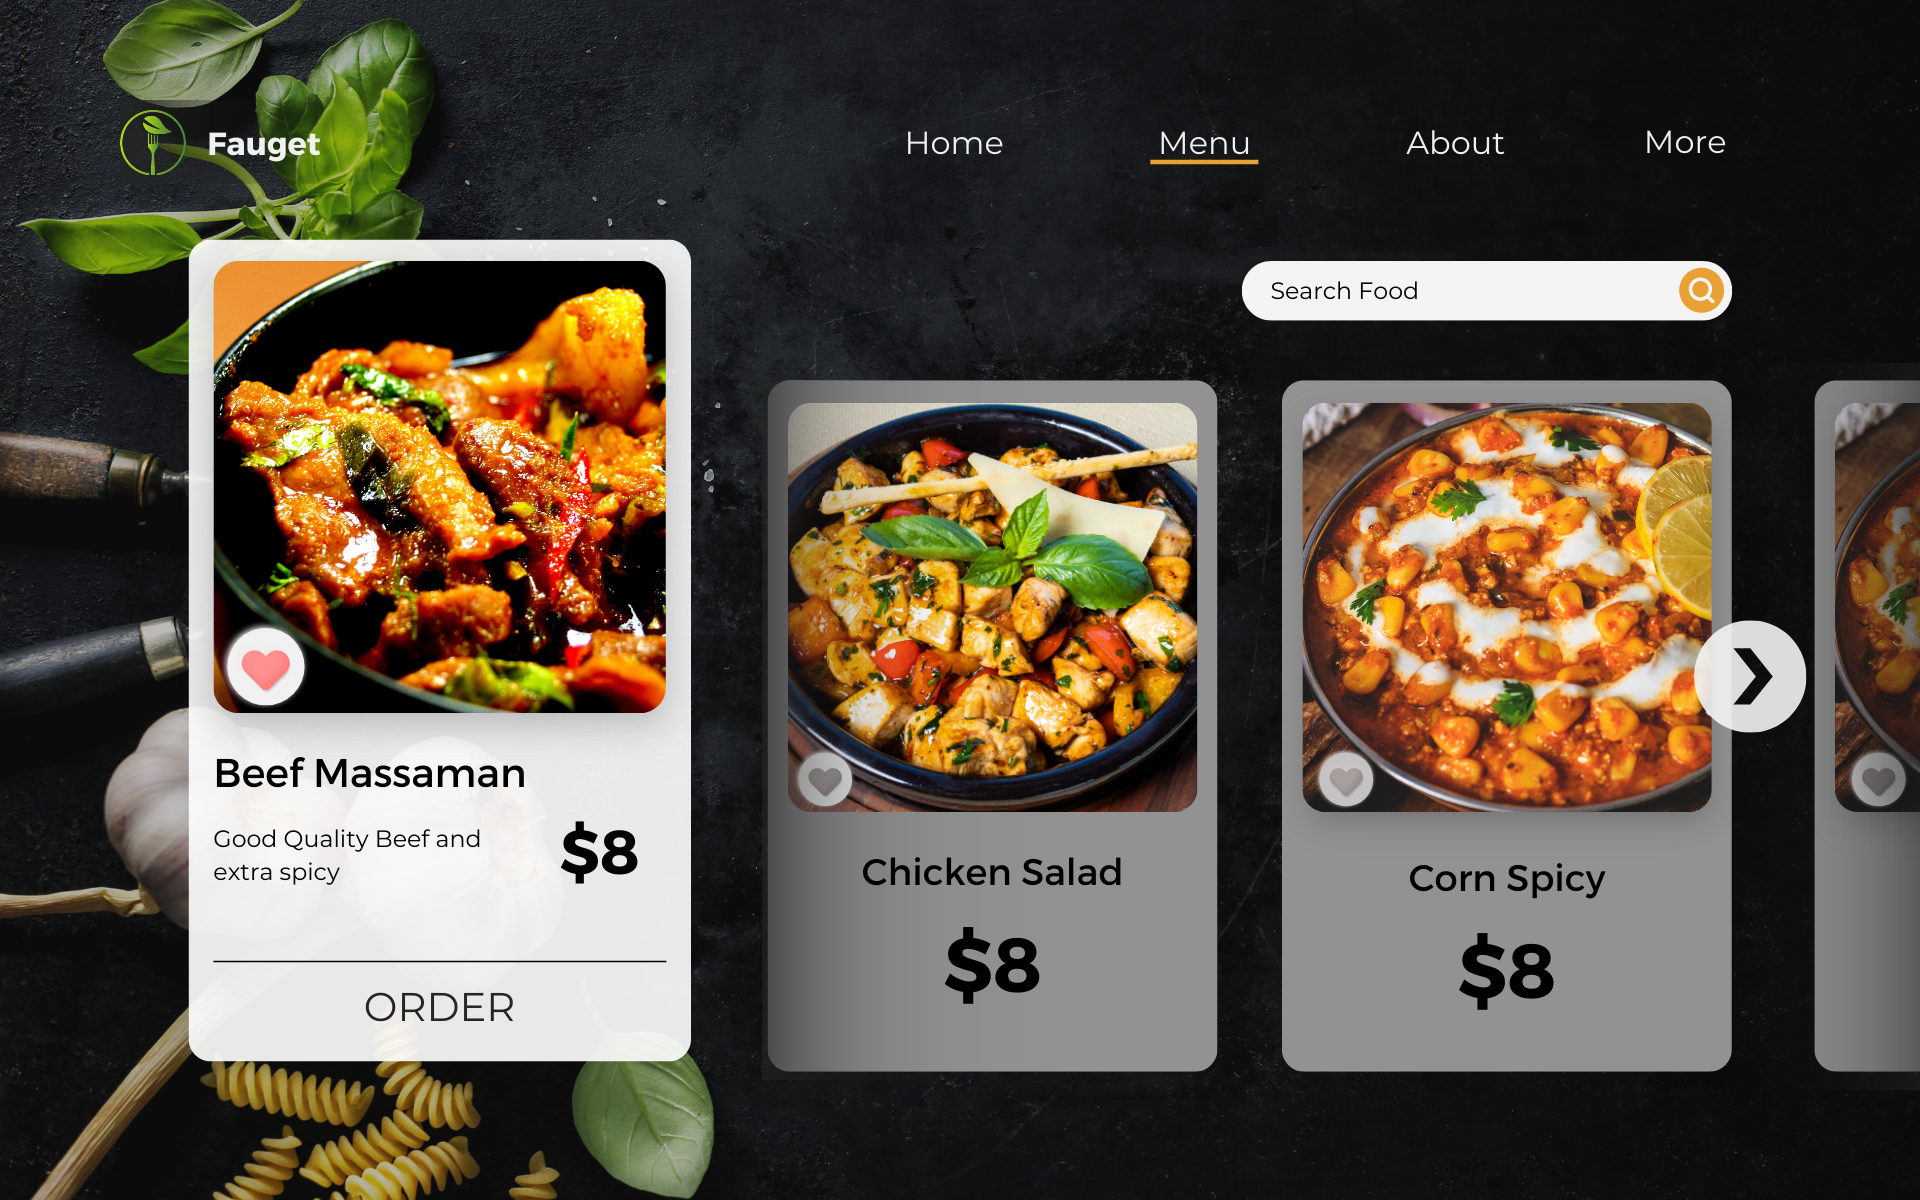 Fauget
Home
Menu
About
More
Search Food
Beef Massaman
Good Quality Beef and
extra spicy
$8
ORDER
Chicken Salad
$8
Corn Spicy
$8